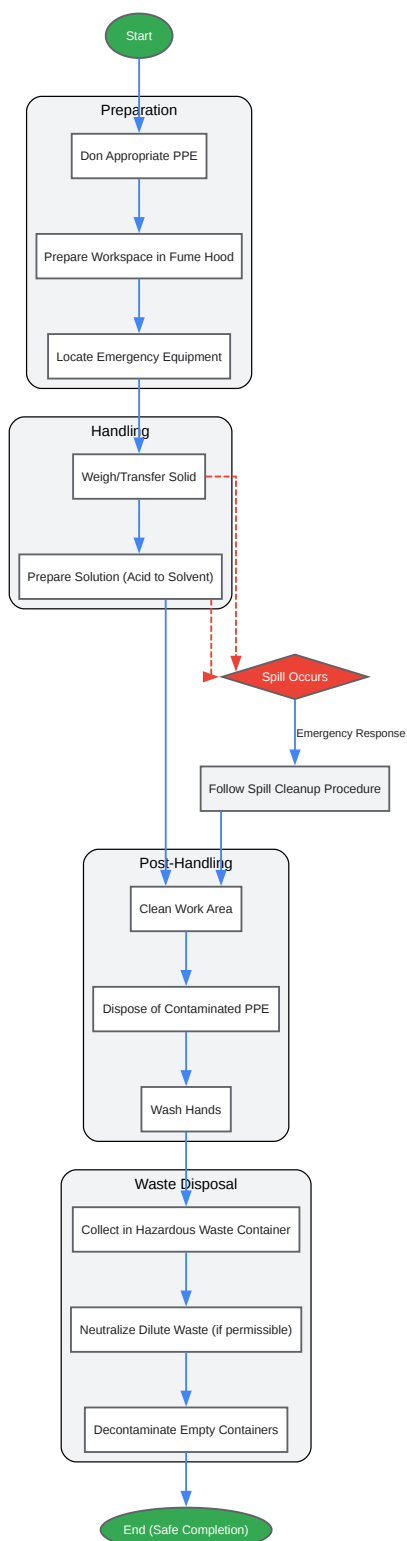 Start
Preparation
Don Appropriate PPE
Prepare Workspace in Fume Hood
Locate Emergency Equipment
Handling
Weigh/Transfer Solid
Prepare Solution (Acid to Solvent)
Spill Occurs
Emergency Response
Follow Spill Cleanup Procedure
Post-Handling
Clean Work Area
Dispose of Contaminated PPE
Wash Hands
Waste Disposal
Collect in Hazardous Waste Container
Neutralize Dilute Waste (if permissible)
Decontaminate Empty Containers
End (Safe Completion)